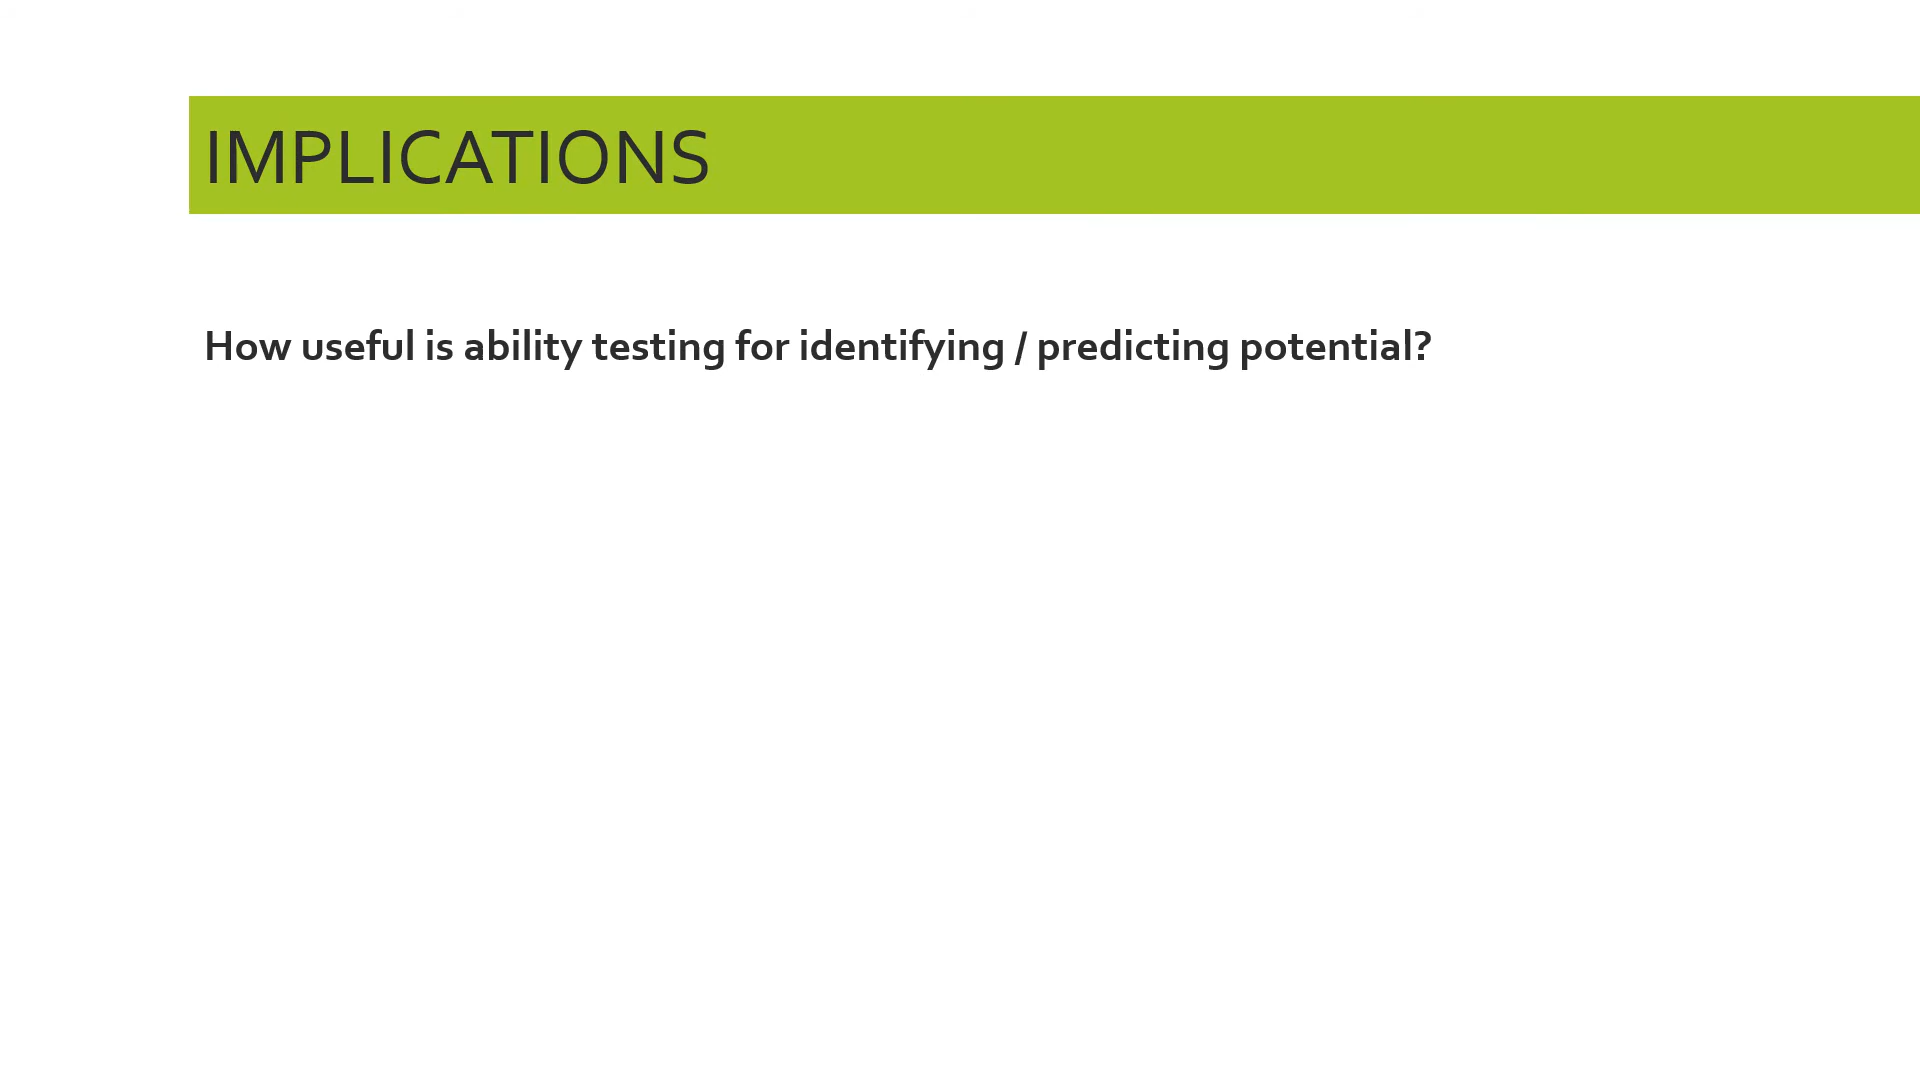 IMPLICATIONS
How useful is ability testing for identifying / predicting potential?